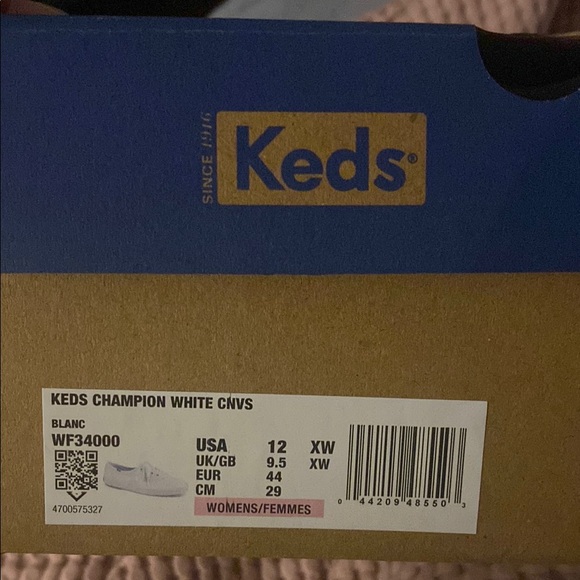 SINCE 1916
Keds®
KEDS CHAMPION WHITE CNVS
BLANC
WF34000
USA 12 XW
UK/GB 9.5 XW
EUR 44
CM 29
WOMENS/FEMMES
4700575327
0 44209 48550 3